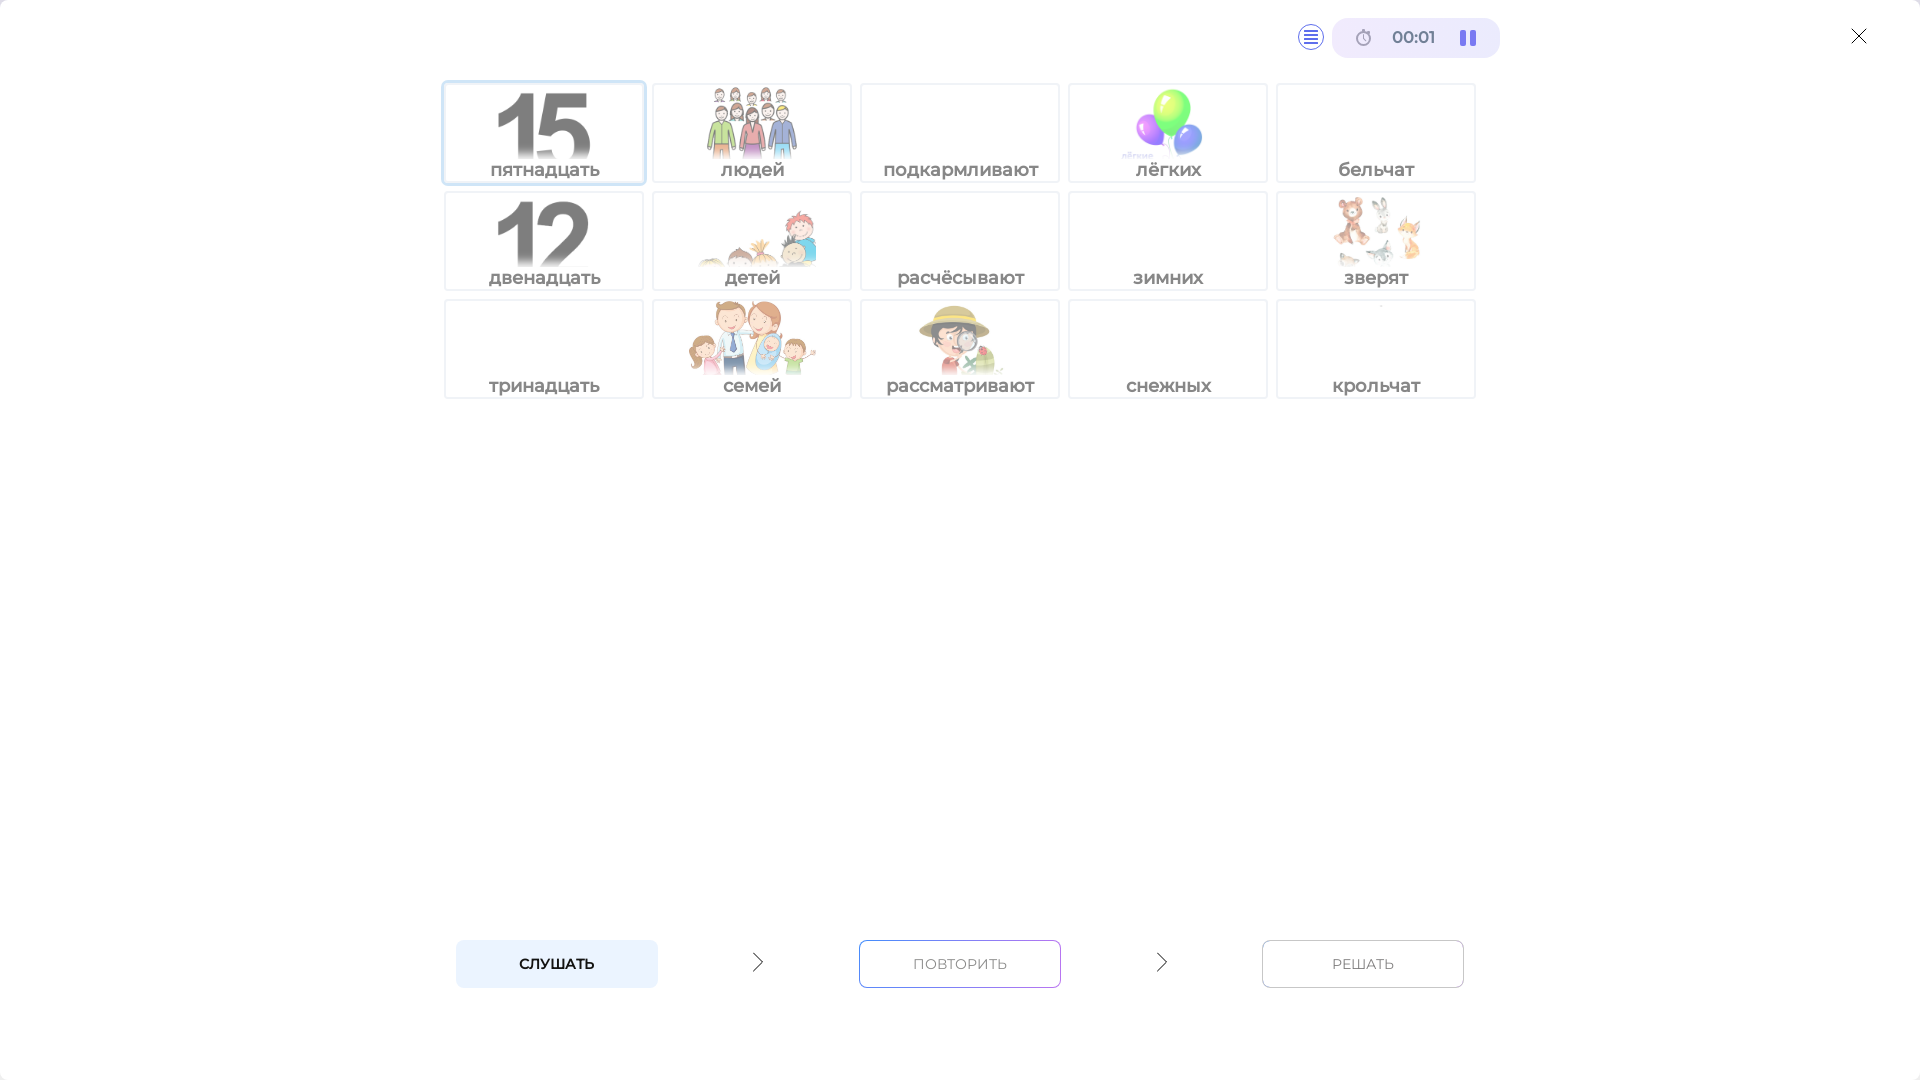 00:01
15
пятнадцать
людей
подкармливают
лёгких
бельчат
12
двенадцать
детей
расчёсывают
зимних
зверят
тринадцать
семей
рассматривают
снежных
крольчат
СЛУШАТЬ
ПОВТОРИТЬ
РЕШАТЬ